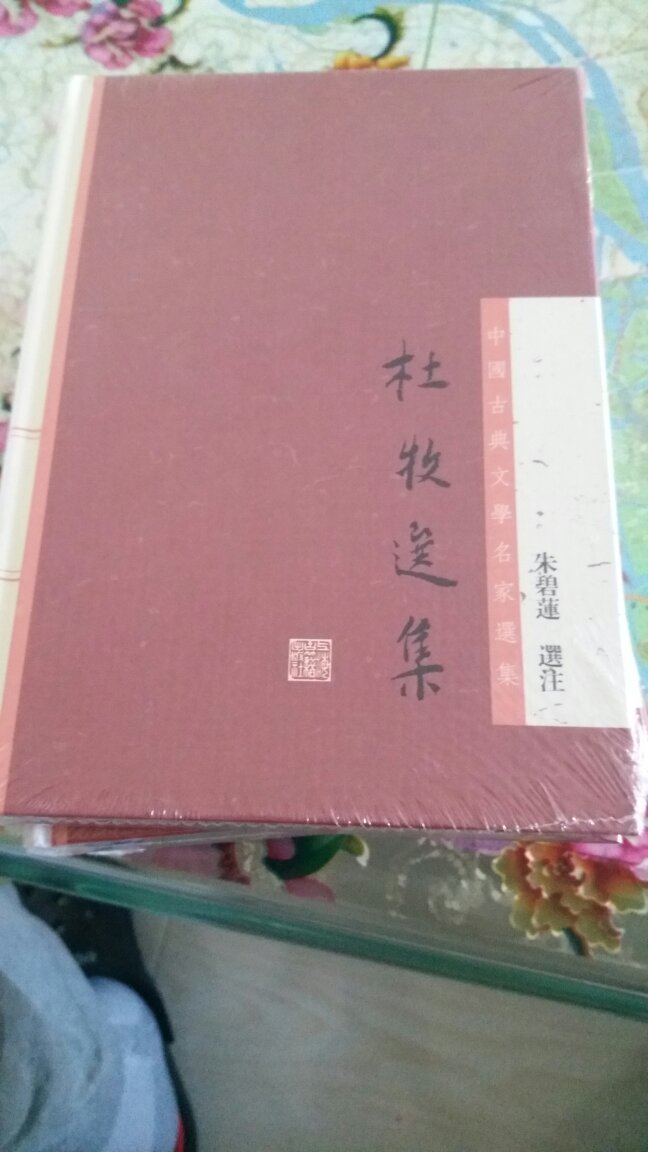 杜牧選集
中國古典文學名家選集
朱碧蓮 選注